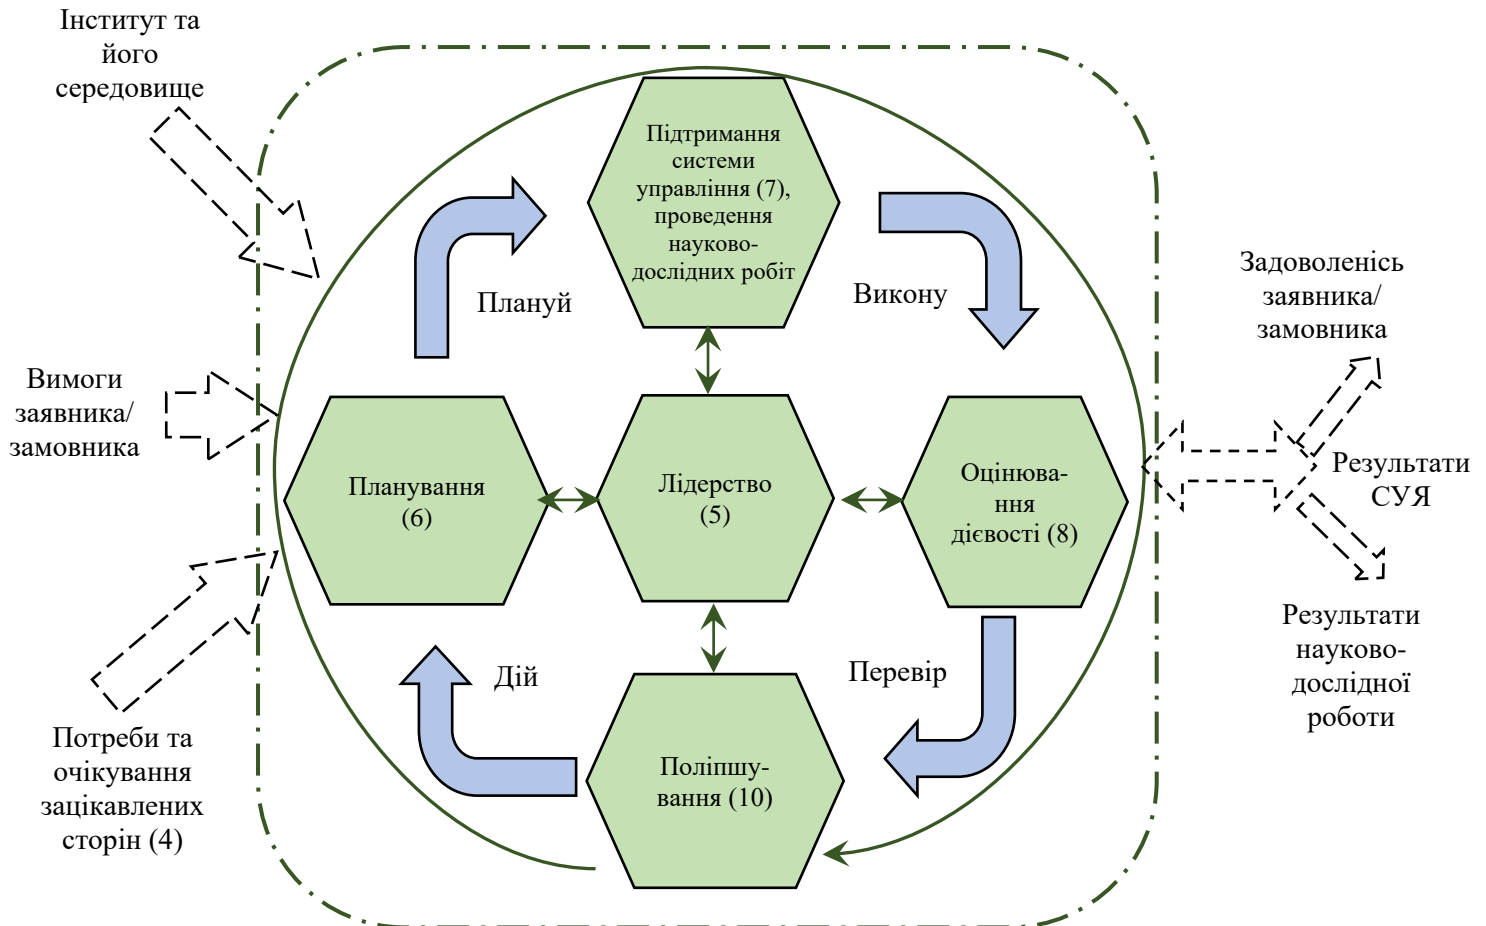 Інститут та
його
середовище
Підтримання
системи
управління (7),
проведення
науково-
дослідних робіт
Плануй
Викону
Задоволенісь
заявника/
замовника
Вимоги
заявника/
замовника
Планування
(6)
Лідерство
(5)
Оцінюва-
ння
дієвості (8)
Результати
СУЯ
Дій
Перевір
Результати
науково-
дослідної
роботи
Потреби та
очікування
зацікавлених
сторін (4)
Поліпшу-
вання (10)